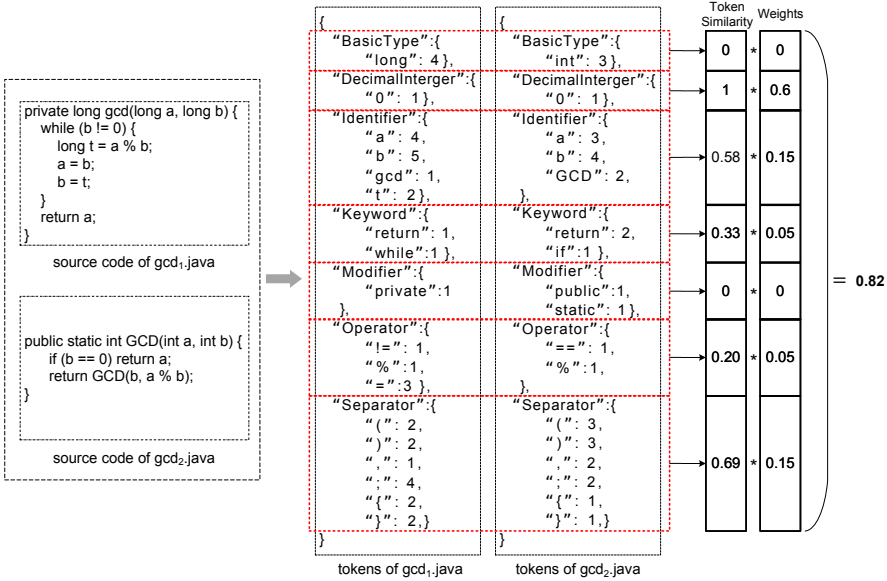 private long gcd(long a, long b) {
while (b != 0) {
long t = a % b;
a = b;
b = t;
}
return a;
}
source code of gcd1.java
public static int GCD(int a, int b) {
if (b == 0) return a;
return GCD(b, a % b);
}
source code of gcd2.java
{
“BasicType”:{
“long”: 4},
“DecimalInterger”:{
“0”: 1},
“Identifier”:{
“a”: 4,
“b”: 5,
“gcd”: 1,
“t”: 2},
“Keyword”:{
“return”: 1,
“while”:1 },
“Modifier”:{
“private”:1
},
“Operator”:{
“!=”: 1,
“%”:1,
“=”:3 },
“Separator”:{
“(”: 2,
“)”: 2,
“,”: 1,
“;”: 4,
“{”: 2,
“}”: 2,}
}
tokens of gcd1.java
{
“BasicType”:{
“int”: 3},
“DecimalInterger”:{
“0”: 1},
“Identifier”:{
“a”: 3,
“b”: 4,
“GCD”: 2,
},
“Keyword”:{
“return”: 2,
“if”:1 },
“Modifier”:{
“public”:1,
“static”: 1},
“Operator”:{
“==”: 1,
“%”:1,
},
“Separator”:{
“(”: 3,
“)”: 3,
“,”: 2,
“;”: 2,
“{”: 1,
“}”: 1,}
}
tokens of gcd2.java
Token
Similarity
Weights
0 * 0
1 * 0.6
0.58 * 0.15
0.33 * 0.05
0 * 0
0.20 * 0.05
0.69 * 0.15
= 0.82